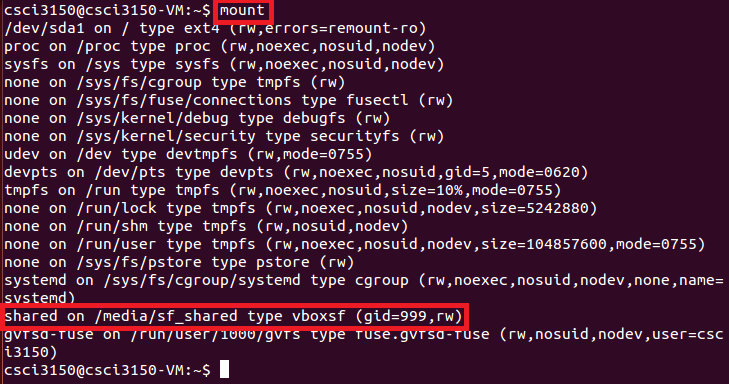 csci3150@csci3150-VM:~$ mount
/dev/sda1 on / type ext4 (rw,errors=remount-ro)
proc on /proc type proc (rw,noexec,nosuid,nodev)
sysfs on /sys type sysfs (rw,noexec,nosuid,nodev)
none on /sys/fs/cgroup type tmpfs (rw)
none on /sys/fs/fuse/connections type fusectl (rw)
none on /sys/kernel/debug type debugfs (rw)
none on /sys/kernel/security type securityfs (rw)
udev on /dev type devtmpfs (rw,mode=0755)
devpts on /dev/pts type devpts (rw,noexec,nosuid,gid=5,mode=0620)
tmpfs on /run type tmpfs (rw,noexec,nosuid,size=10%,mode=0755)
none on /run/lock type tmpfs (rw,noexec,nosuid,nodev,size=5242880)
none on /run/shm type tmpfs (rw,nosuid,nodev)
none on /run/user type tmpfs (rw,noexec,nosuid,nodev,size=104857600,mode=0755)
none on /sys/fs/pstore type pstore (rw)
systemd on /sys/fs/cgroup/systemd type cgroup (rw,noexec,nosuid,nodev,none,name=
systemd)
shared on /media/sf_shared type vboxsf (gid=999,rw)
gvfsd-fuse on /run/user/1000/gvfs type fuse.gvfsd-fuse (rw,nosuid,nodev,user=csc
i3150)
csci3150@csci3150-VM:~$